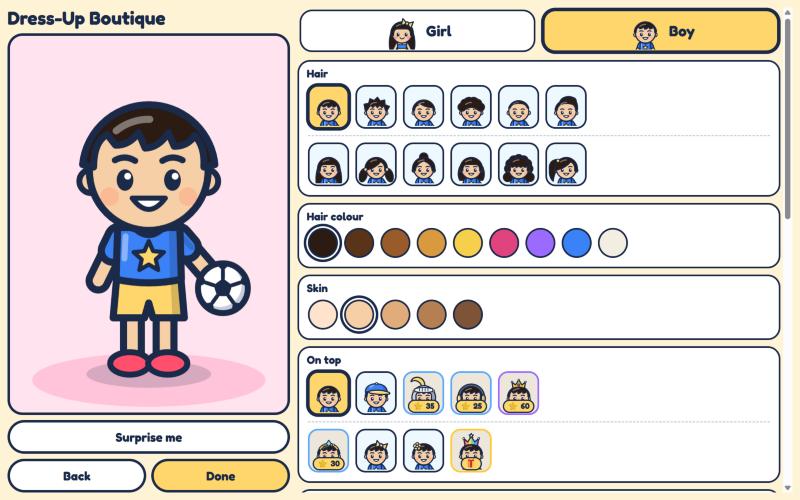 Dress-Up Boutique
Girl
Boy
Hair
Hair colour
Skin
On top
35
25
60
30
Surprise me
Back
Done